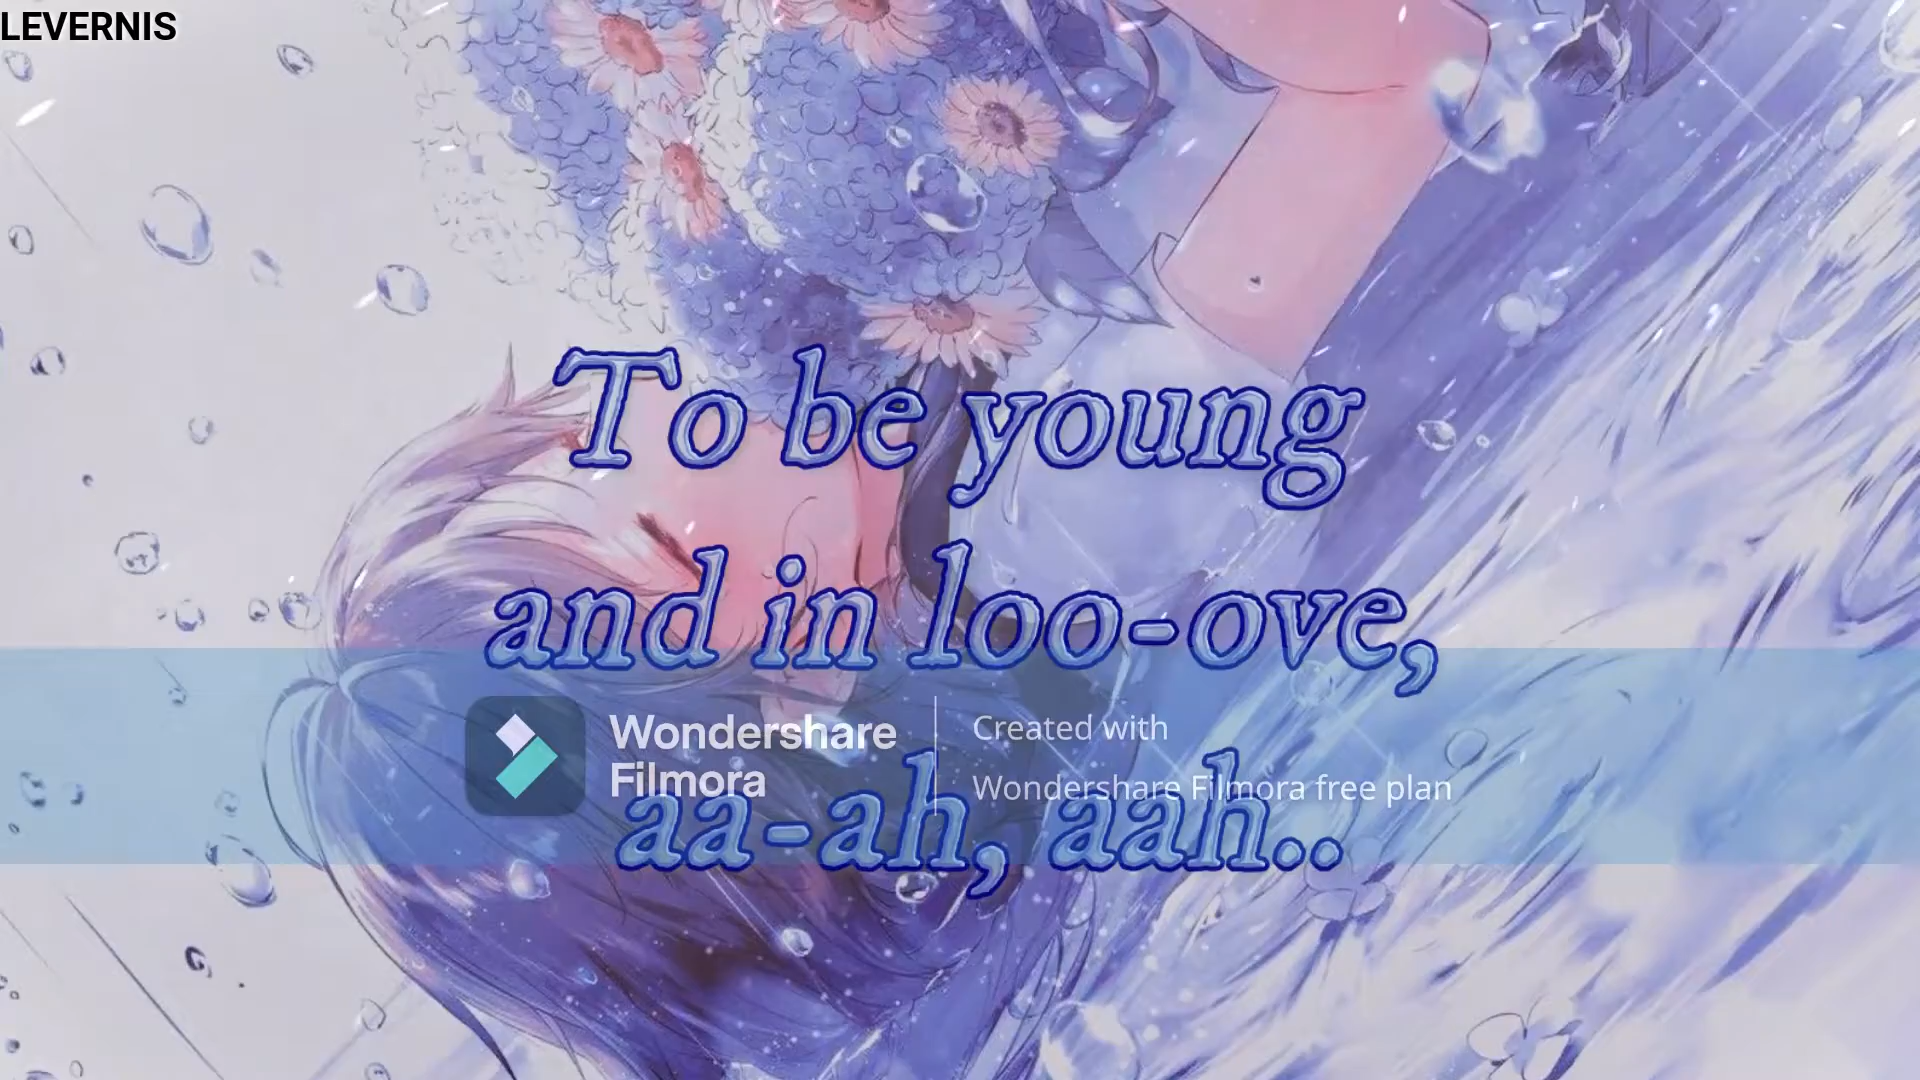 LEVERNIS
To be young
and in loo-ove,
Wondershare
Filmora
Created with
Wondershare Filmora free plan
aa-ah, aah..